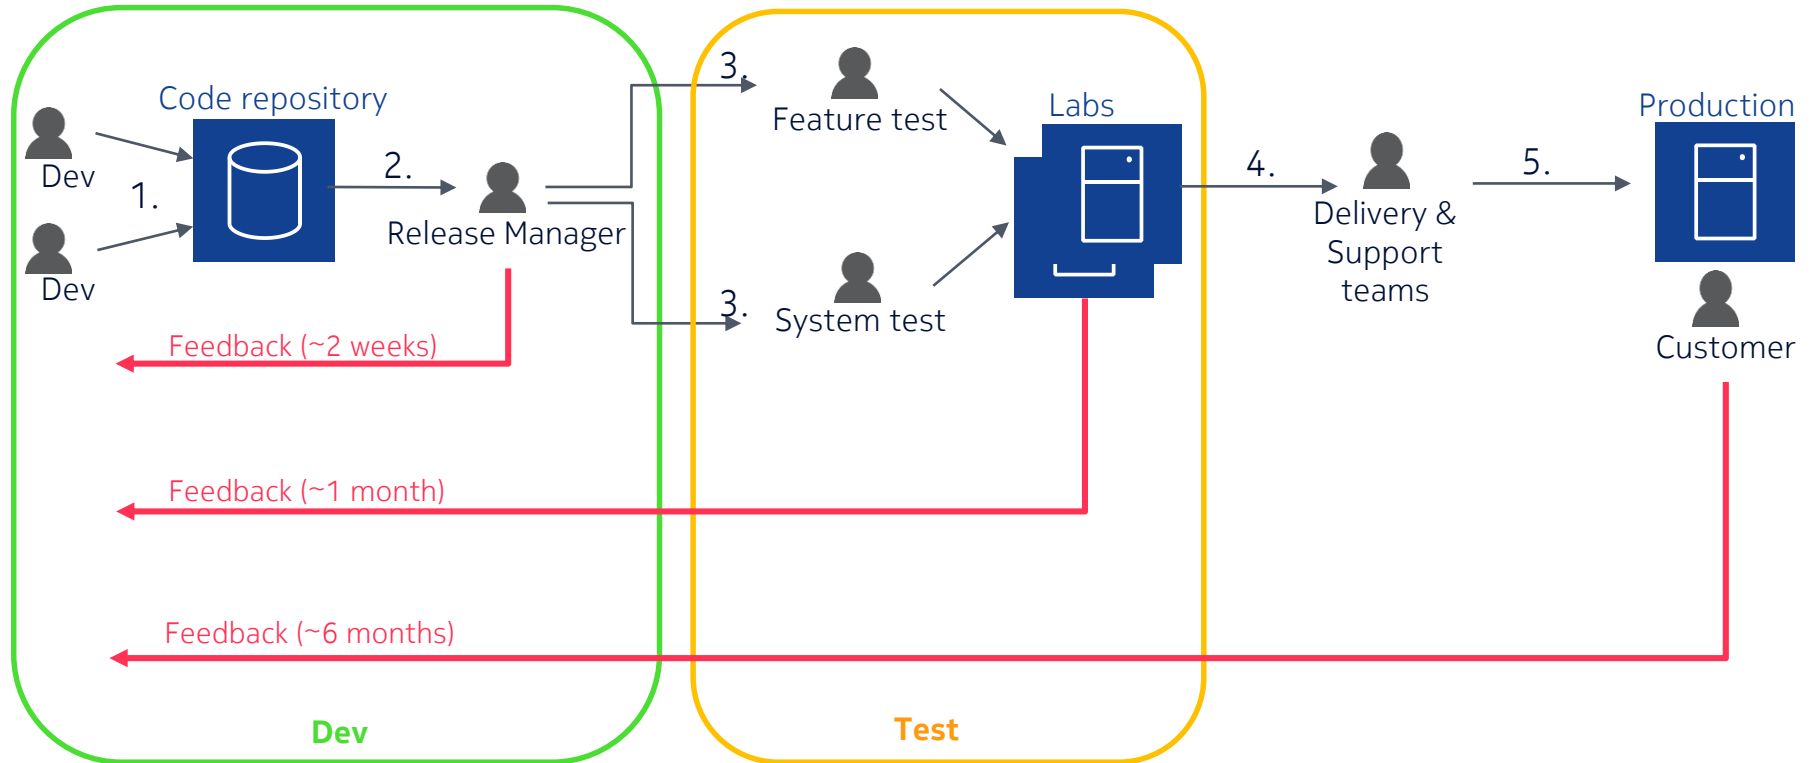 Code repository
Dev
1.
Dev
2.
Release Manager
3.
Feature test
3.
System test
Labs
4.
Delivery &
Support
teams
5.
Production
Customer
Feedback (~2 weeks)
Feedback (~1 month)
Feedback (~6 months)
Dev
Test